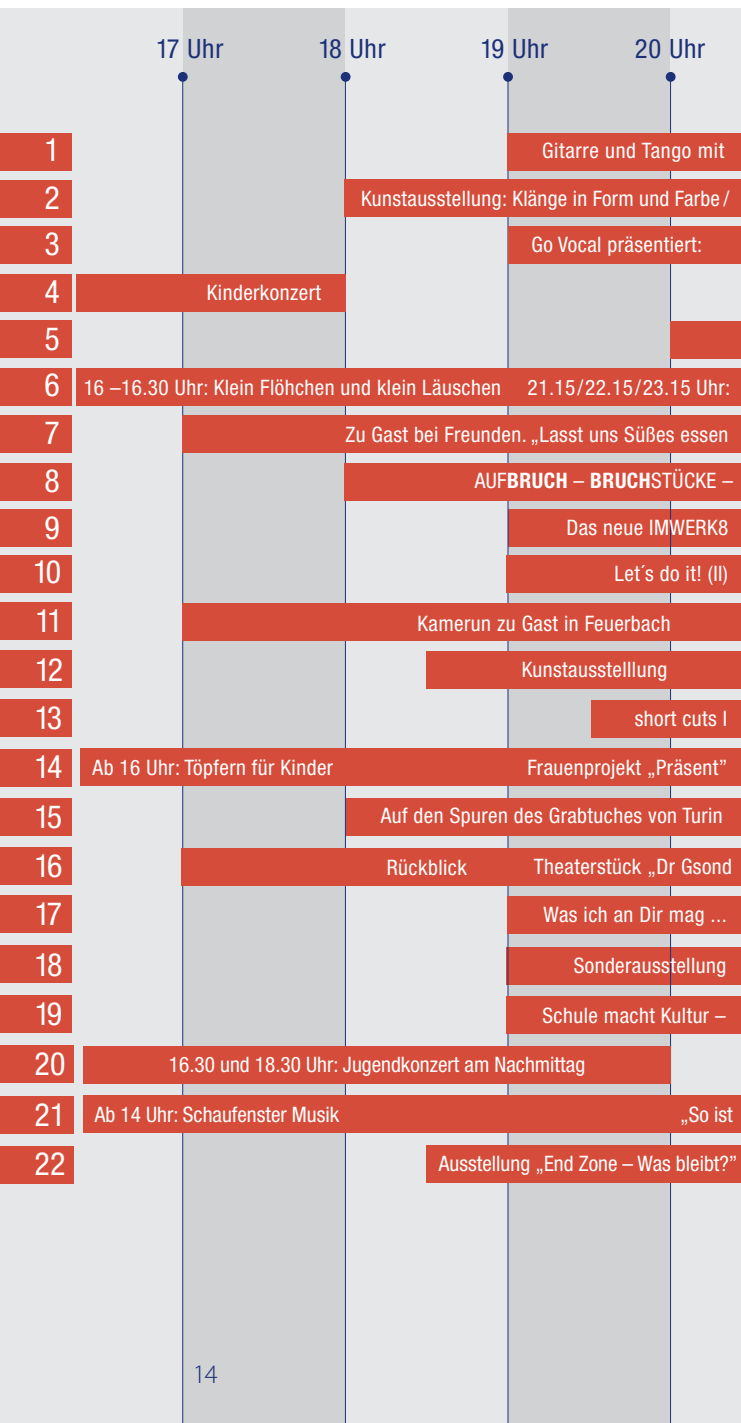 17 Uhr 18 Uhr 19 Uhr 20 Uhr
1 Gitarre und Tango mit
2 Kunstausstellung: Klänge in Form und Farbe /
3 Go Vocal präsentiert:
4 Kinderkonzert
5
6 16 –16.30 Uhr: Klein Flöhchen und klein Läuschen 21.15/22.15/23.15 Uhr:
7 Zu Gast bei Freunden. „Lasst uns Süßes essen
8 AUFBRUCH – BRUCHSTÜCKE –
9 Das neue IMWERK8
10 Let´s do it! (II)
11 Kamerun zu Gast in Feuerbach
12 Kunstausstelllung
13 short cuts I
14 Ab 16 Uhr: Töpfern für Kinder Frauenprojekt „Präsent”
15 Auf den Spuren des Grabtuches von Turin
16 Rückblick Theaterstück „Dr Gsond
17 Was ich an Dir mag ...
18 Sonderausstellung
19 Schule macht Kultur –
20 16.30 und 18.30 Uhr: Jugendkonzert am Nachmittag
21 Ab 14 Uhr: Schaufenster Musik „So ist
22 Ausstellung „End Zone – Was bleibt?”
14